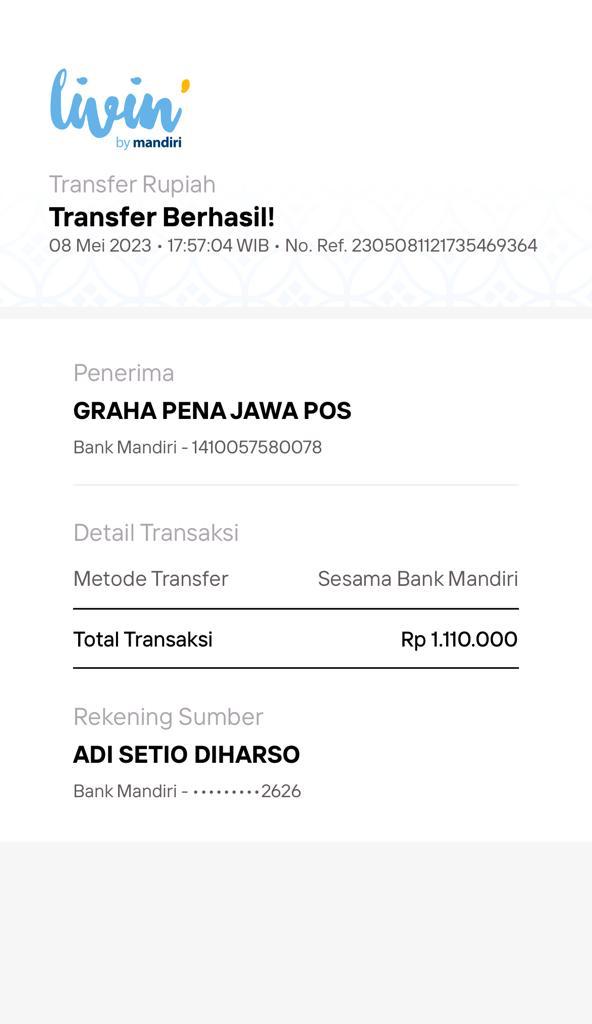 livin'
by mandiri
Transfer Rupiah
Transfer Berhasil!
08 Mei 2023 • 17:57:04 WIB • No. Ref. 2305081121735469364
Penerima
GRAHA PENA JAWA POS
Bank Mandiri - 1410057580078
Detail Transaksi
Metode Transfer Sesama Bank Mandiri
Total Transaksi Rp 1.110.000
Rekening Sumber
ADI SETIO DIHARSO
Bank Mandiri - •••••••••2626